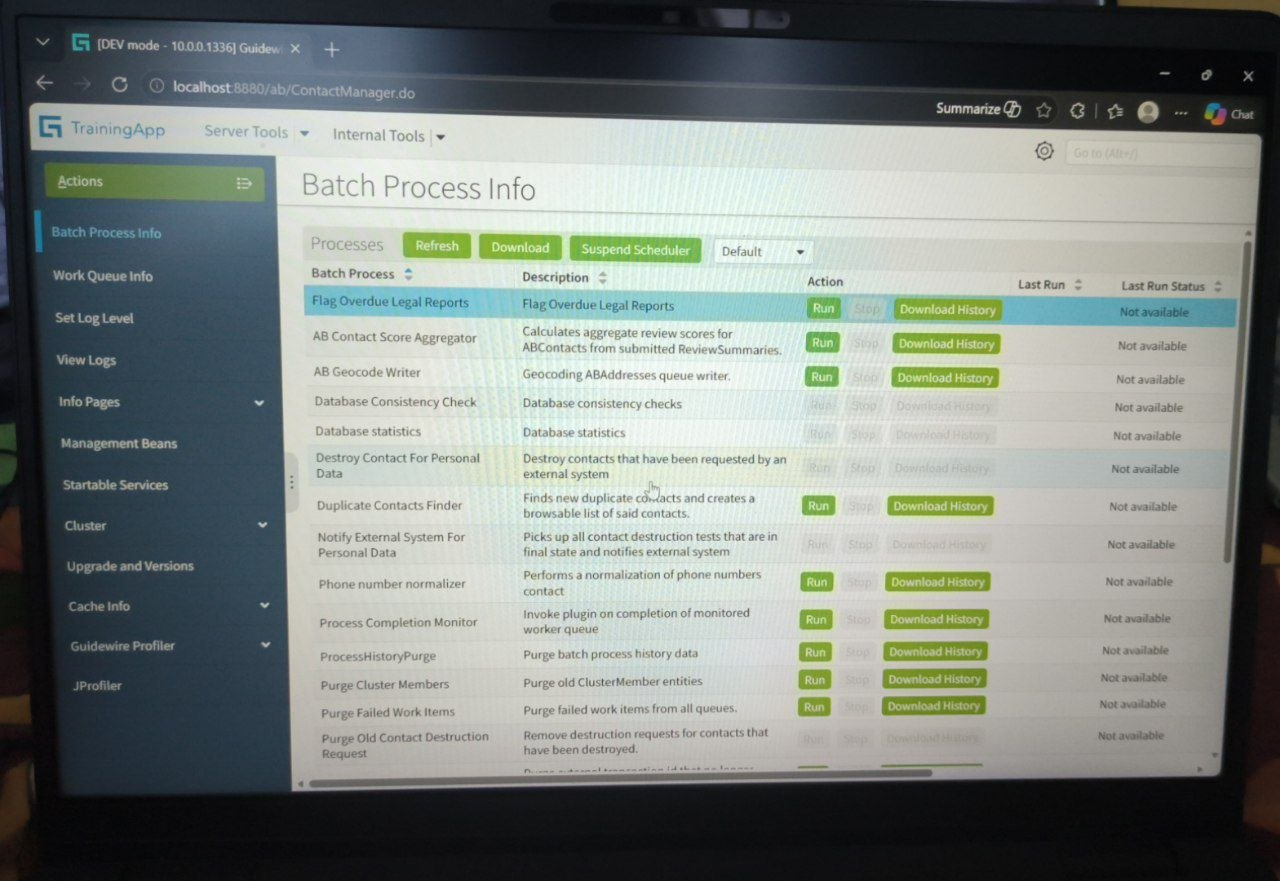 [DEV mode - 10.0.0.1336] Guidew
localhost:8880/ab/ContactManager.do
Summarize
Chat
TrainingApp
Server Tools
Internal Tools
Go to (Alt+/)
Actions
Batch Process Info
Work Queue Info
Set Log Level
View Logs
Info Pages
Management Beans
Startable Services
Cluster
Upgrade and Versions
Cache Info
Guidewire Profiler
JProfiler
Batch Process Info
Processes Refresh Download Suspend Scheduler Default
Batch Process Description Action Last Run Last Run Status
Flag Overdue Legal Reports Flag Overdue Legal Reports Run Stop Download History Not available
AB Contact Score Aggregator Calculates aggregate review scores for
ABContacts from submitted ReviewSummaries. Run Stop Download History Not available
AB Geocode Writer Geocoding ABAddresses queue writer. Run Stop Download History Not available
Database Consistency Check Database consistency checks Run Stop Download History Not available
Database statistics Database statistics Run Stop Download History Not available
Destroy Contact For Personal Destroy contacts that have been requested by an
Data external system Run Stop Download History Not available
Duplicate Contacts Finder Finds new duplicate contacts and creates a
browsable list of said contacts. Run Stop Download History Not available
Notify External System For Picks up all contact destruction tests that are in
Personal Data final state and notifies external system Run Stop Download History Not available
Phone number normalizer Performs a normalization of phone numbers
contact Run Stop Download History Not available
Process Completion Monitor Invoke plugin on completion of monitored
worker queue Run Stop Download History Not available
ProcessHistoryPurge Purge batch process history data Run Stop Download History Not available
Purge Cluster Members Purge old ClusterMember entities Run Stop Download History Not available
Purge Failed Work Items Purge failed work items from all queues. Run Stop Download History Not available
Purge Old Contact Destruction Remove destruction requests for contacts that
Request have been destroyed. Run Stop Download History Not available